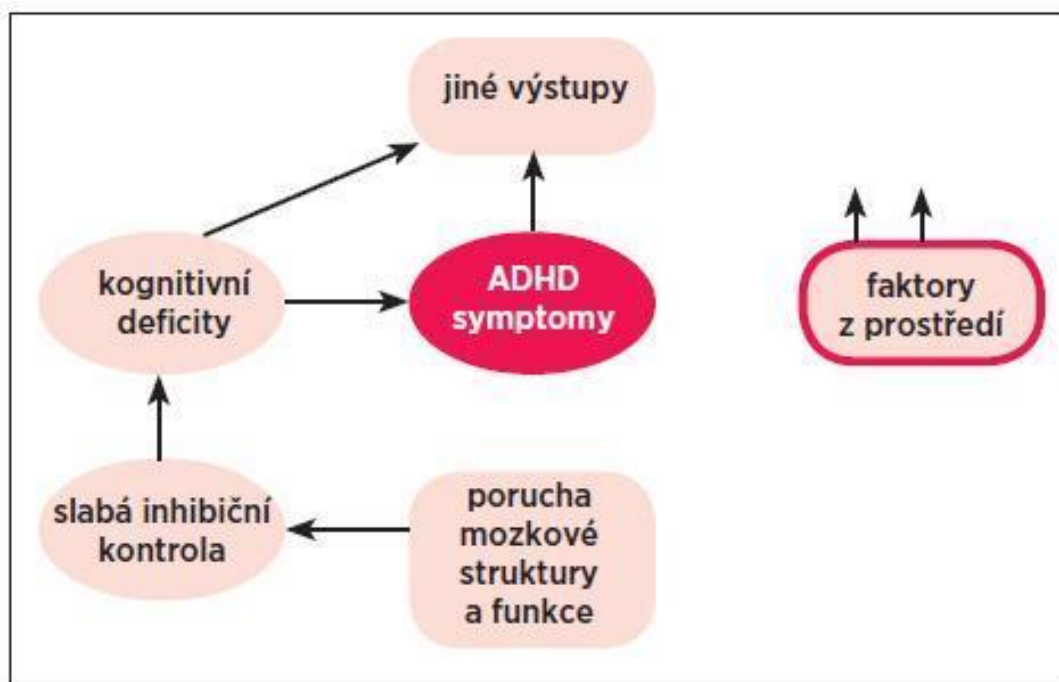 jiné výstupy
kognitivní
deficity
ADHD
symptomy
faktory
z prostředí
slabá inhibiční
kontrola
porucha
mozkové
struktury
a funkce